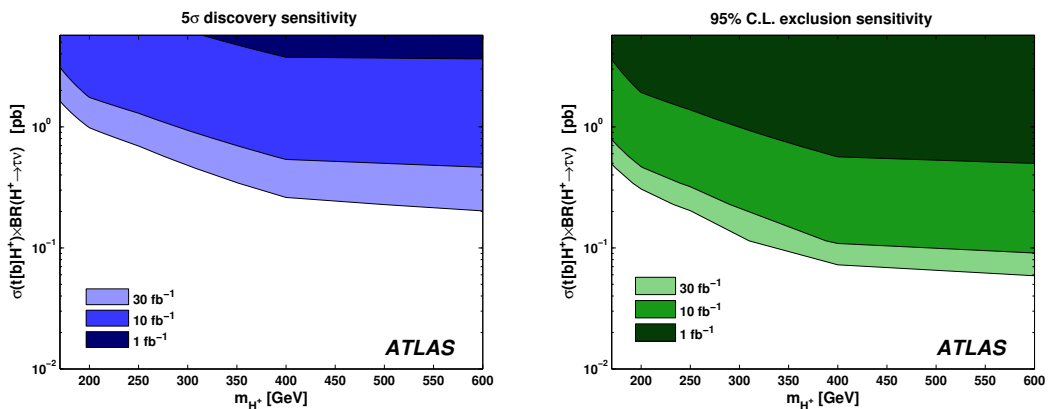 5σ discovery sensitivity
σ(t[b]H⁺)×BR(H⁺→τν) [pb]
10⁰
10⁻¹
10⁻²
30 fb⁻¹
10 fb⁻¹
1 fb⁻¹
ATLAS
200 250 300 350 400 450 500 550 600
m_H⁺ [GeV]
95% C.L. exclusion sensitivity
σ(t[b]H⁺)×BR(H⁺→τν) [pb]
10⁰
10⁻¹
10⁻²
30 fb⁻¹
10 fb⁻¹
1 fb⁻¹
ATLAS
200 250 300 350 400 450 500 550 600
m_H⁺ [GeV]